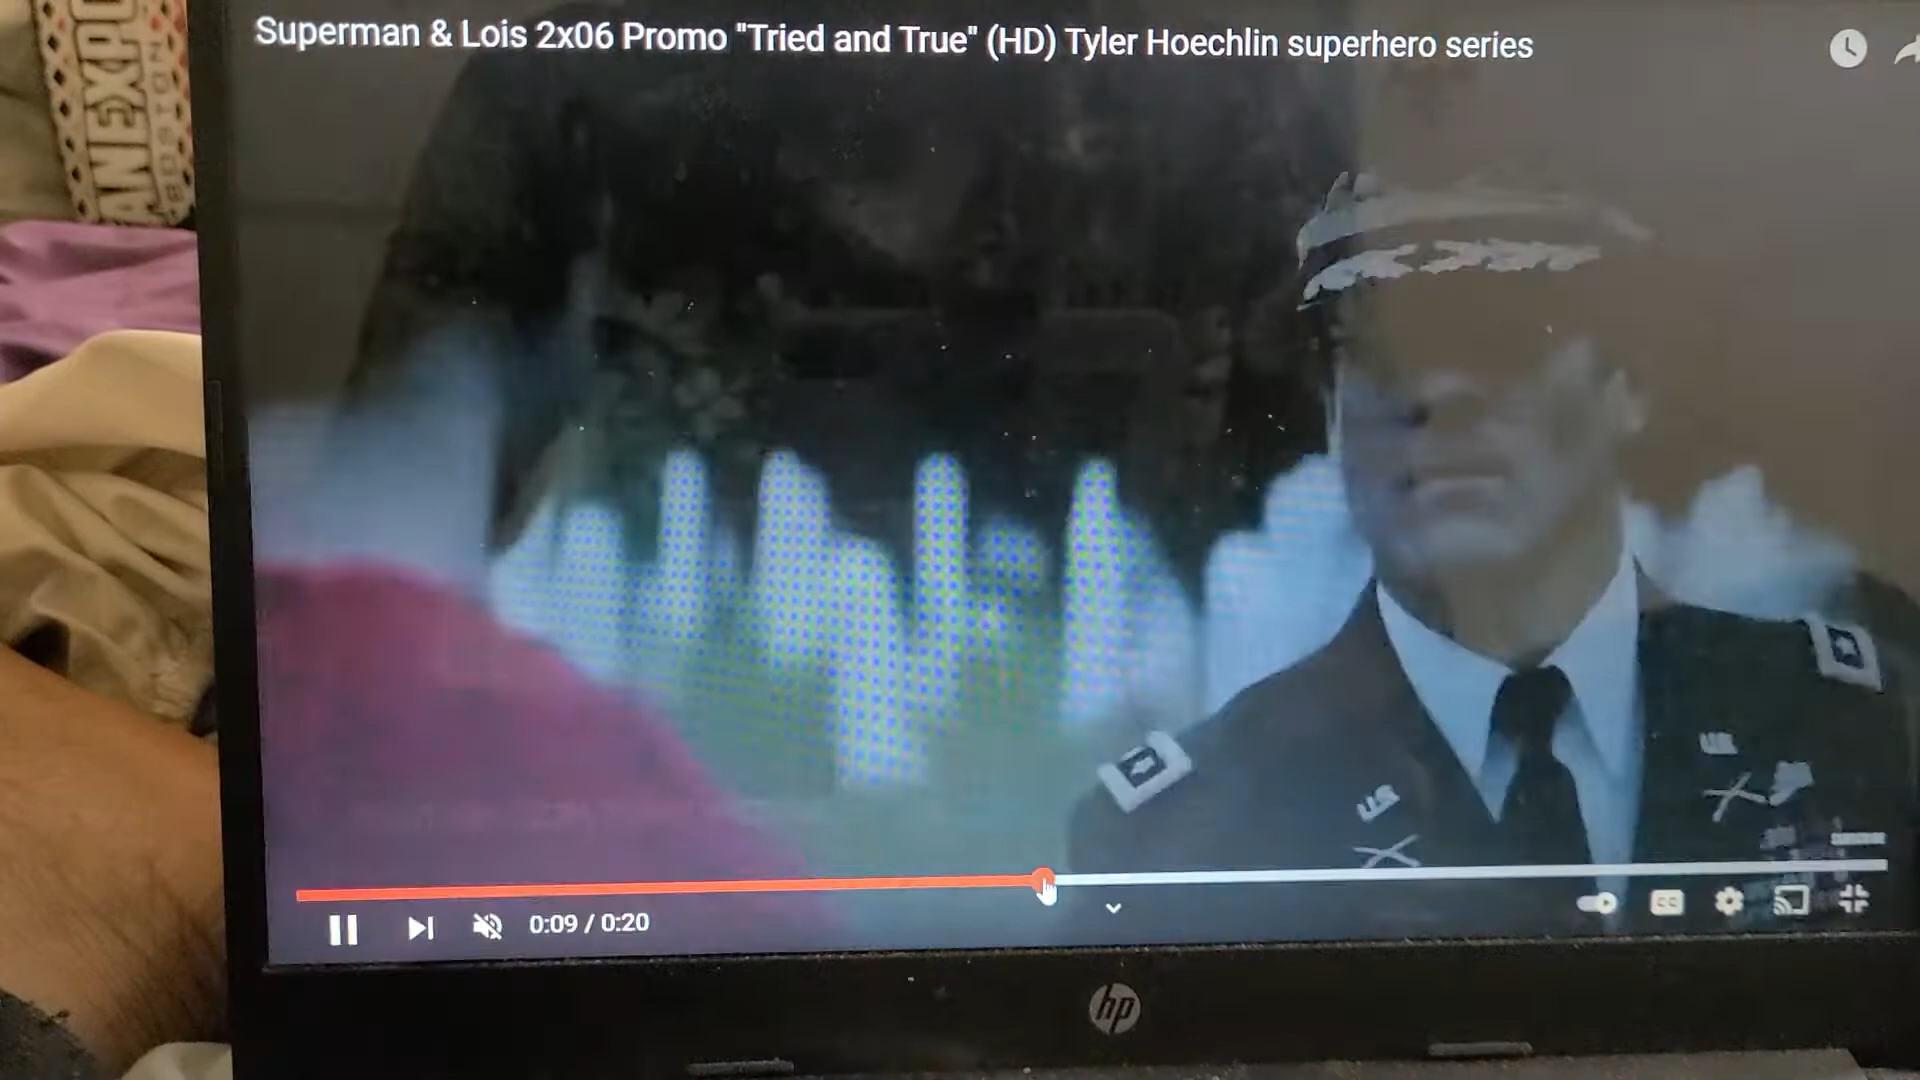 Superman & Lois 2x06 Promo "Tried and True" (HD) Tyler Hoechlin superhero series
ANEXPO
BOSTON
U.S
U.S
0:09 / 0:20
CC
hp